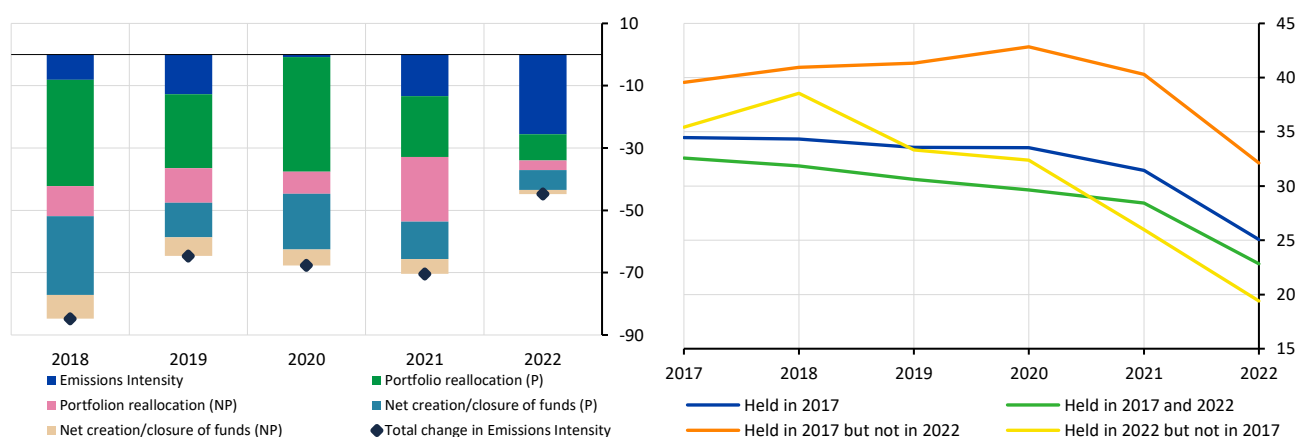 10
-10
-30
-50
-70
-90
2018 2019 2020 2021 2022
Emissions Intensity Portfolio reallocation (P)
Portfolion reallocation (NP) Net creation/closure of funds (P)
Net creation/closure of funds (NP) Total change in Emissions Intensity
45
40
35
30
25
20
15
2017 2018 2019 2020 2021 2022
Held in 2017 Held in 2017 and 2022
Held in 2017 but not in 2022 Held in 2022 but not in 2017